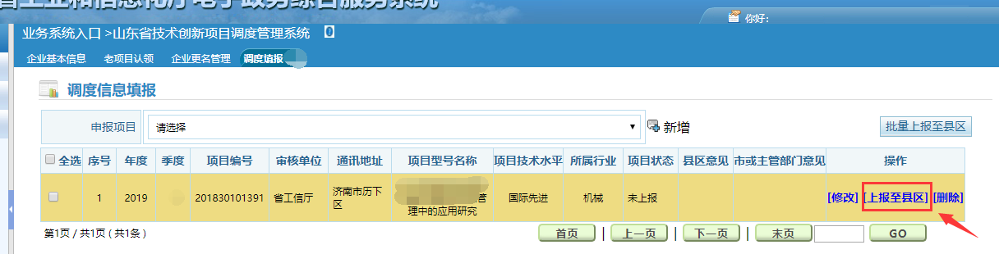 省工业和信息化厅电子政务综合服务系统
你好:
业务系统入口 >山东省技术创新项目调度管理系统
企业基本信息 老项目认领 企业更名管理 调度填报
调度信息填报
申报项目 请选择 新增 批量上报至县区
全选 序号 年度 季度 项目编号 审核单位 通讯地址 项目型号名称 项目技术水平 所属行业 项目状态 县区意见 市或主管部门意见 操作
1 2019 201830101391 省工信厅 济南市历下 管 国际先进 机械 未上报 [修改] [上报至县区] [删除]
区 理中的应用研究
第1页 / 共1页 ( 共1条 ) 首页 | 上一页 | 下一页 | 末页 GO